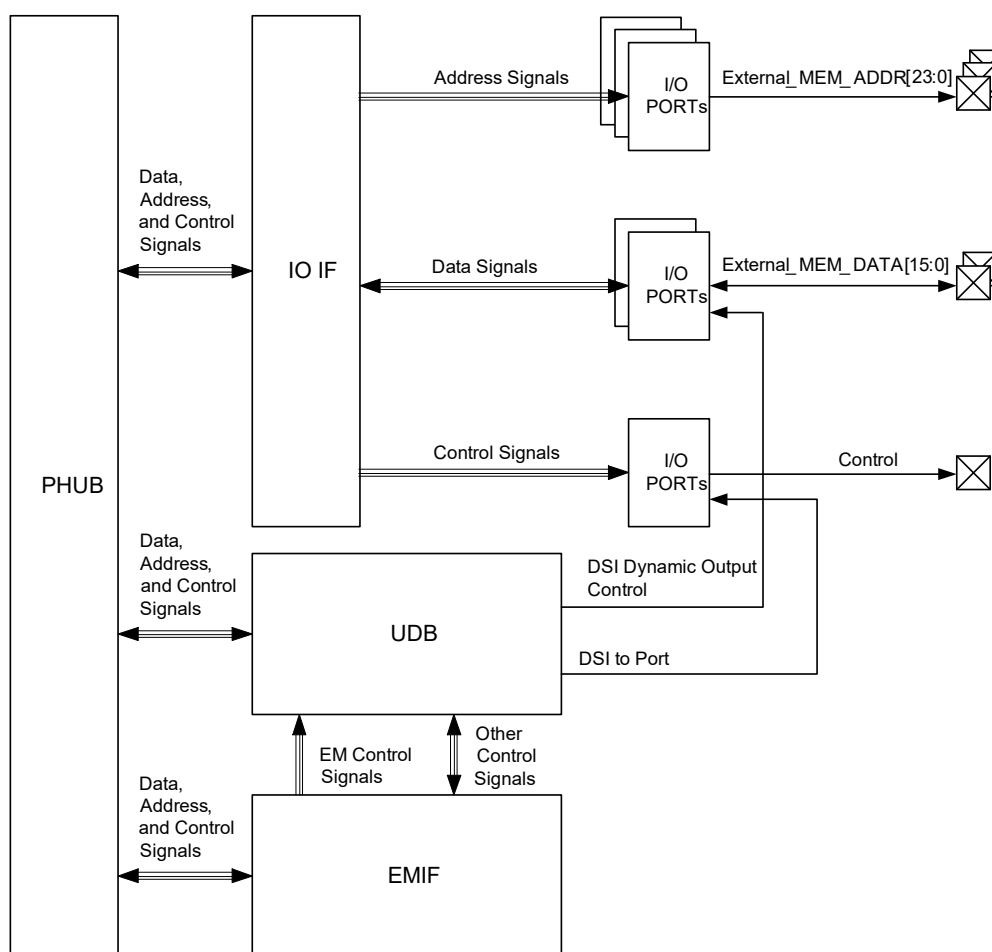 Address Signals
I/O
PORTs
External_MEM_ADDR[23:0]
Data,
Address,
and Control
Signals
IO IF
Data Signals
I/O
PORTs
External_MEM_DATA[15:0]
Control Signals
I/O
PORTs
Control
PHUB
Data,
Address,
and Control
Signals
UDB
DSI Dynamic Output
Control
DSI to Port
EM Control
Signals
Other
Control
Signals
Data,
Address,
and Control
Signals
EMIF